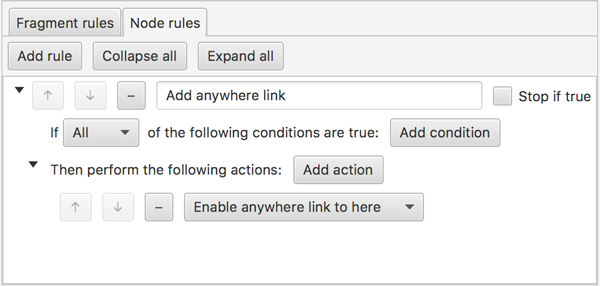 Fragment rules Node rules
Add rule Collapse all Expand all
↑ ↓ – Add anywhere link Stop if true
If All of the following conditions are true: Add condition
Then perform the following actions: Add action
↑ ↓ – Enable anywhere link to here